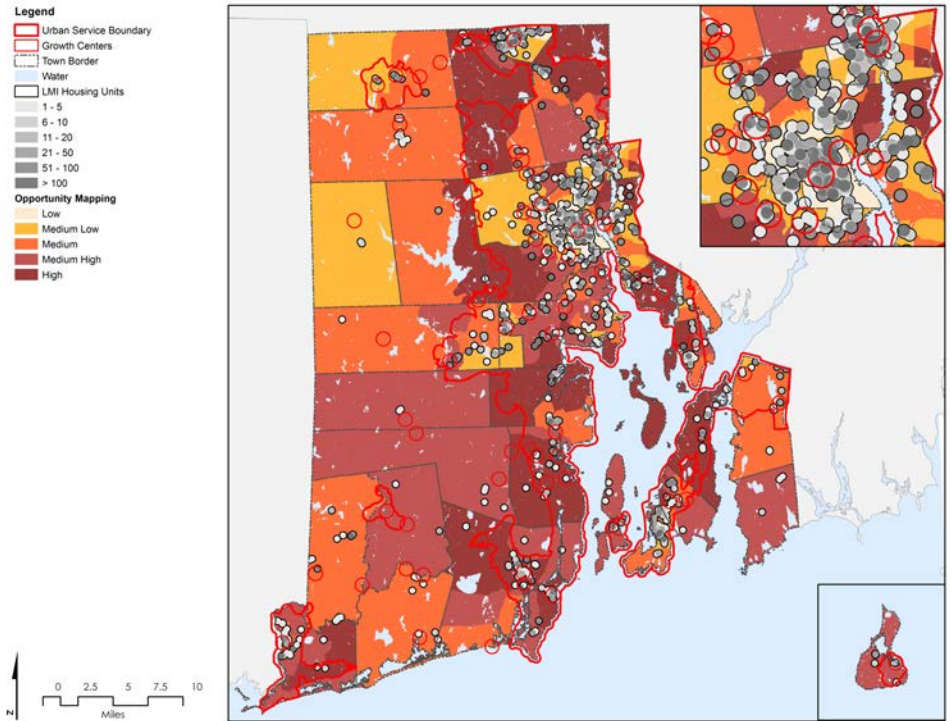 Legend
Urban Service Boundary
Growth Centers
Town Border
Water
LMI Housing Units
1 - 5
6 - 10
11 - 20
21 - 50
51 - 100
> 100
Opportunity Mapping
Low
Medium Low
Medium
Medium High
High
N
0 2.5 5 7.5 10
Miles